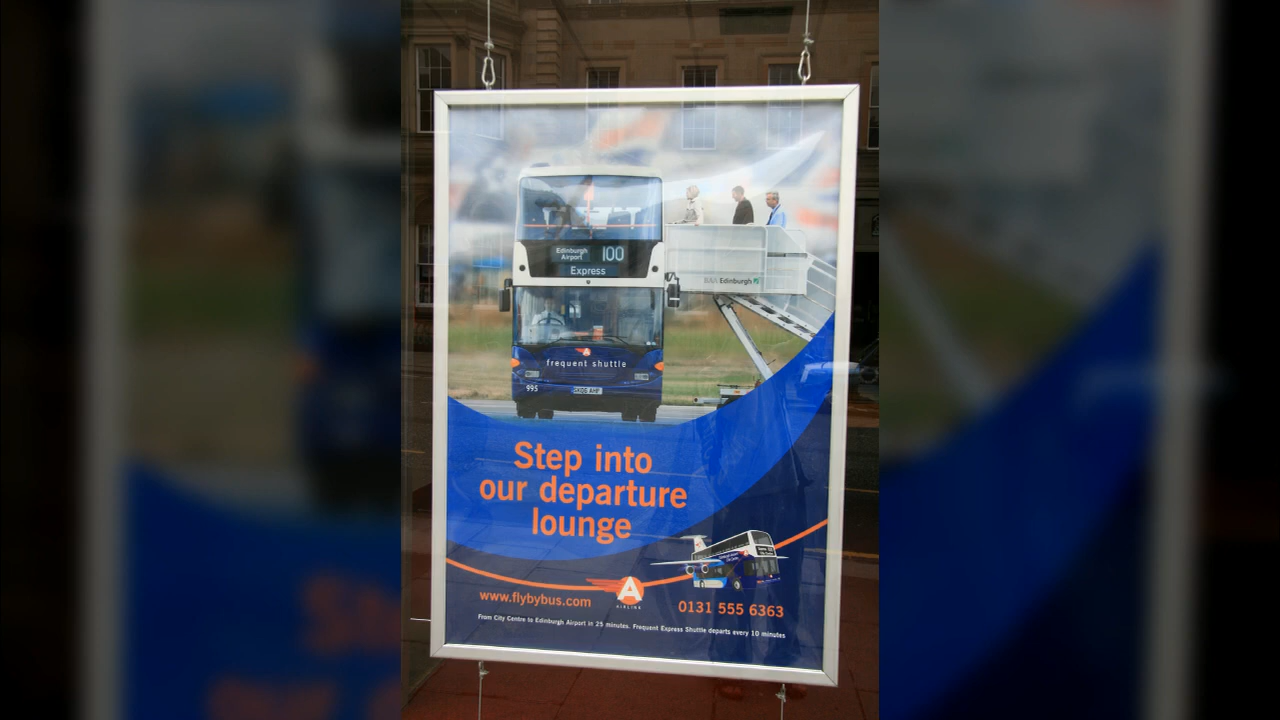 Edinburgh
Airport
100
Express
Edinburgh
frequent shuttle
995
Step into
our departure
lounge
www.flybybus.com
A
AIRLINK
0131 555 6363
From City Centre to Edinburgh Airport in 25 minutes. Frequent Express Shuttle departs every 10 minutes